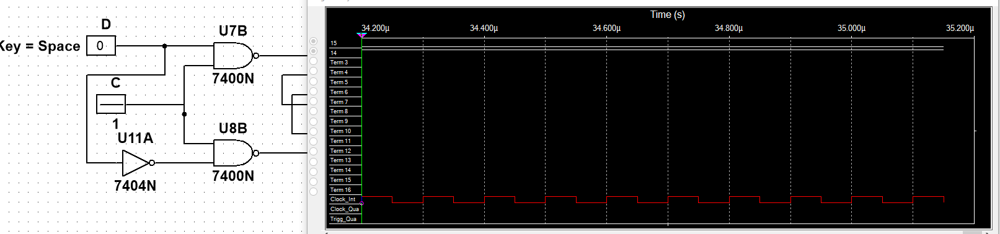 D
Key = Space
0
U7B
7400N
C
1
U11A
7404N
U8B
7400N
Time (s)
34.200µ 34.400µ 34.600µ 34.800µ 35.000µ 35.200µ
15
14
Term 3
Term 4
Term 5
Term 6
Term 7
Term 8
Term 9
Term 10
Term 11
Term 12
Term 13
Term 14
Term 15
Term 16
Clock_Int
Clock_Qua
Trigg_Qua